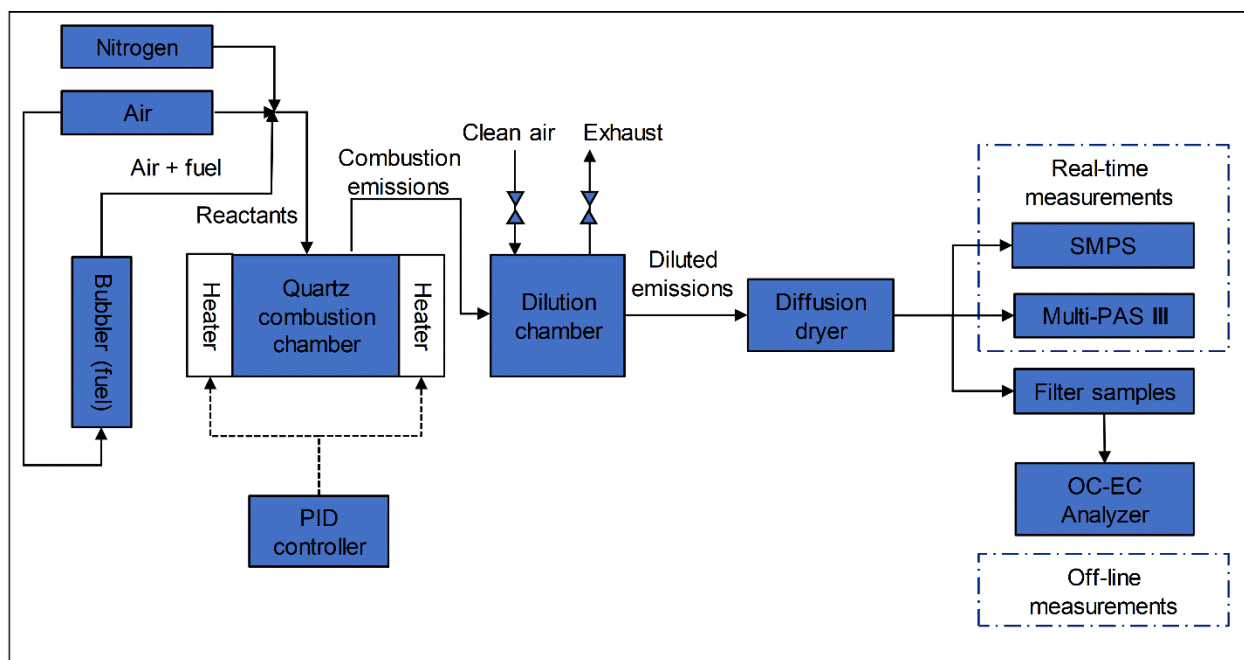 Nitrogen
Air
Air + fuel
Bubbler (fuel)
Reactants
Combustion
emissions
Heater
Quartz
combustion
chamber
Heater
PID
controller
Clean air
Exhaust
Dilution
chamber
Diluted
emissions
Diffusion
dryer
Real-time
measurements
SMPS
Multi-PAS III
Filter samples
OC-EC
Analyzer
Off-line
measurements